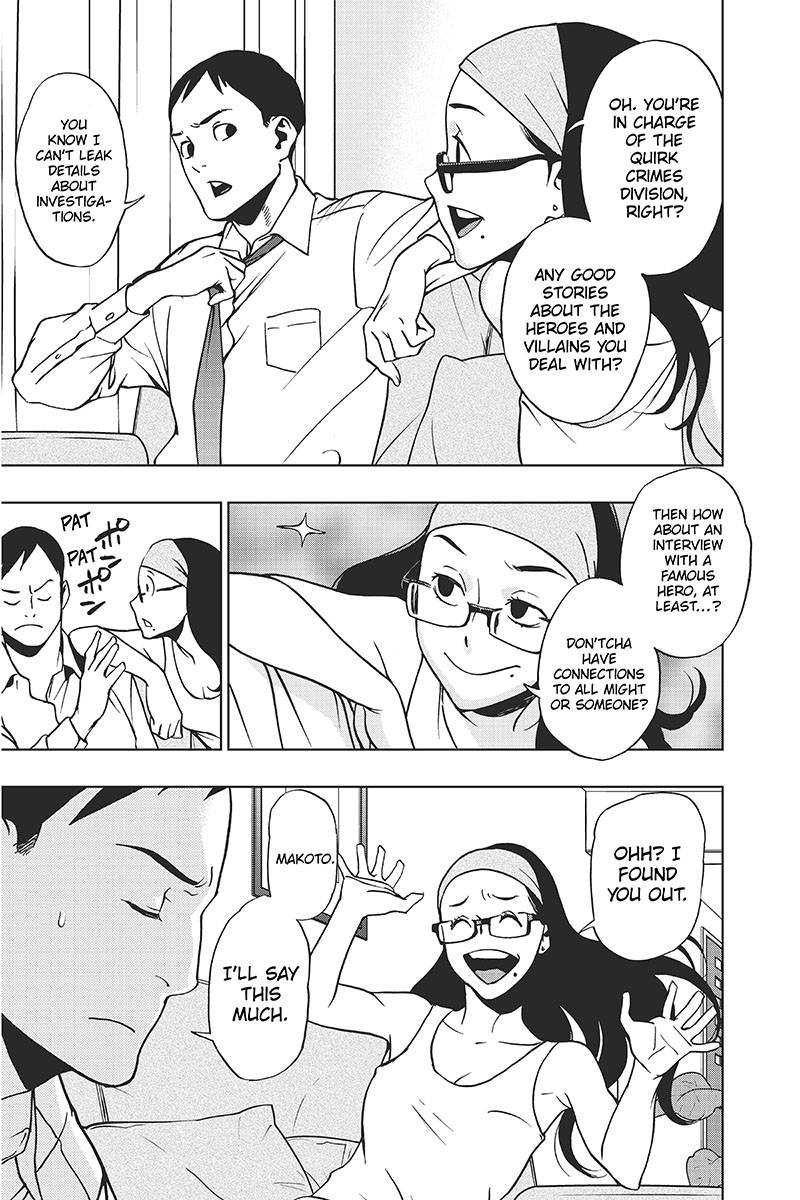 OH. YOU'RE
IN CHARGE
OF THE
QUIRK
CRIMES
DIVISION,
RIGHT?
ANY GOOD
STORIES
ABOUT THE
HEROES AND
VILLAINS YOU
DEAL WITH?
YOU
KNOW I
CAN'T LEAK
DETAILS
ABOUT
INVESTIGA-
TIONS.
THEN HOW
ABOUT AN
INTERVIEW
WITH A
FAMOUS
HERO, AT
LEAST...?
DON'TCHA
HAVE
CONNECTIONS
TO ALL MIGHT
OR SOMEONE?
PAT
PAT
ポンポン
OHH? I
FOUND
YOU OUT.
MAKOTO.
I'LL SAY
THIS
MUCH.